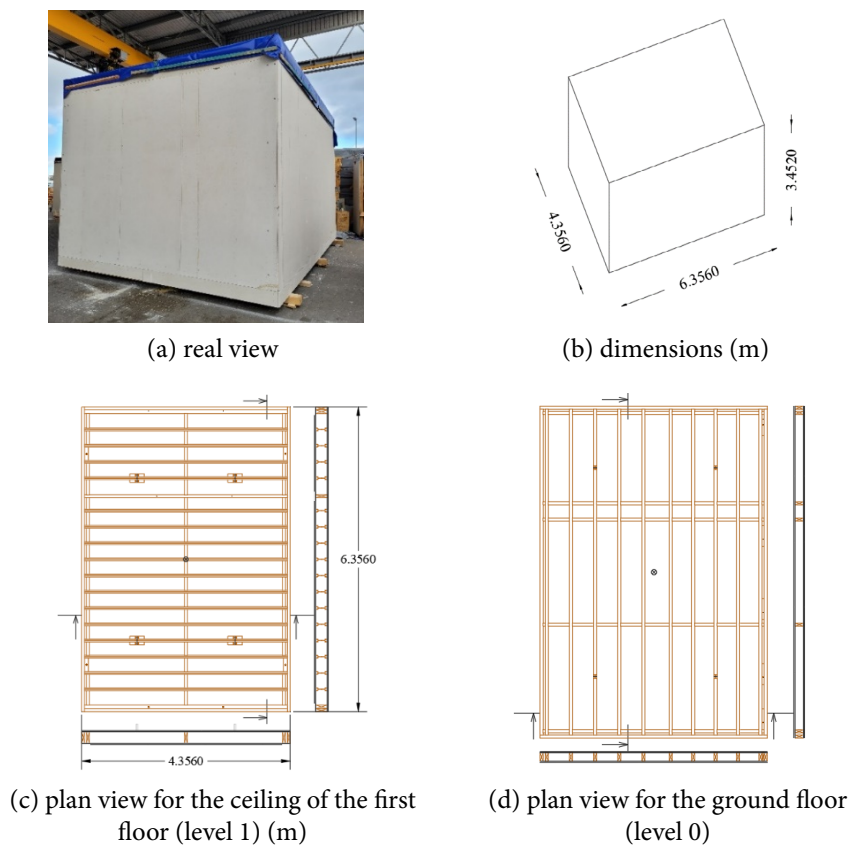 (a) real view
3.4520
4.3560
6.3560
(b) dimensions (m)
6.3560
4.3560
(c) plan view for the ceiling of the first
floor (level 1) (m)
(d) plan view for the ground floor
(level 0)